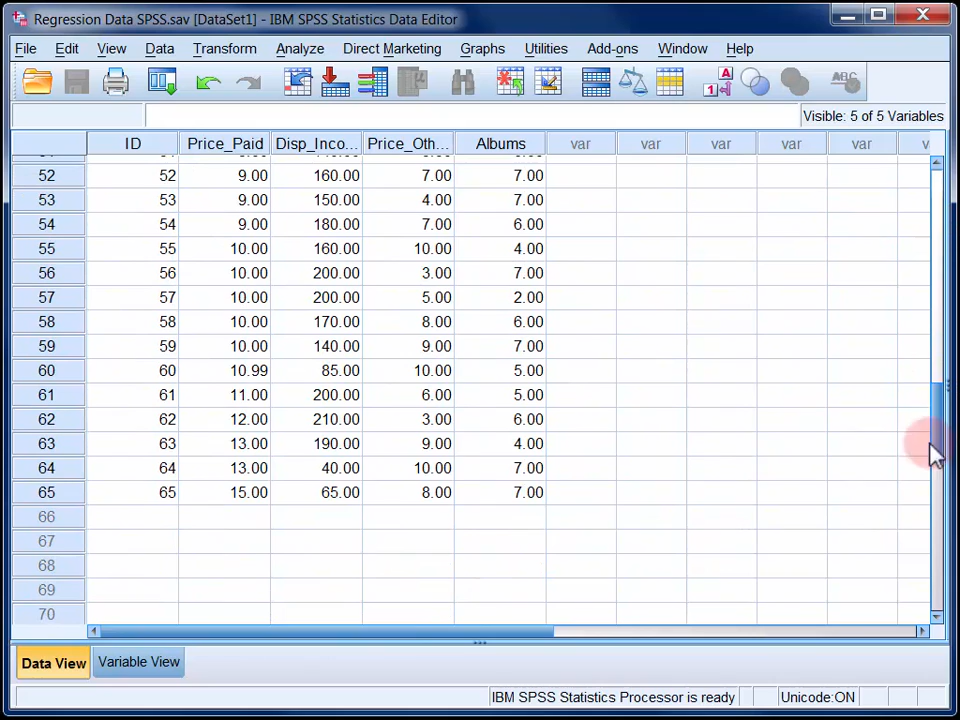 Regression Data SPSS.sav [DataSet1] - IBM SPSS Statistics Data Editor
File Edit View Data Transform Analyze Direct Marketing Graphs Utilities Add-ons Window Help
Visible: 5 of 5 Variables
ID Price_Paid Disp_Inco... Price_Oth... Albums var var var var var
52 52 9.00 160.00 7.00 7.00
53 53 9.00 150.00 4.00 7.00
54 54 9.00 180.00 7.00 6.00
55 55 10.00 160.00 10.00 4.00
56 56 10.00 200.00 3.00 7.00
57 57 10.00 200.00 5.00 2.00
58 58 10.00 170.00 8.00 6.00
59 59 10.00 140.00 9.00 7.00
60 60 10.99 85.00 10.00 5.00
61 61 11.00 200.00 6.00 5.00
62 62 12.00 210.00 3.00 6.00
63 63 13.00 190.00 9.00 4.00
64 64 13.00 40.00 10.00 7.00
65 65 15.00 65.00 8.00 7.00
66
67
68
69
70
Data View Variable View
IBM SPSS Statistics Processor is ready Unicode:ON